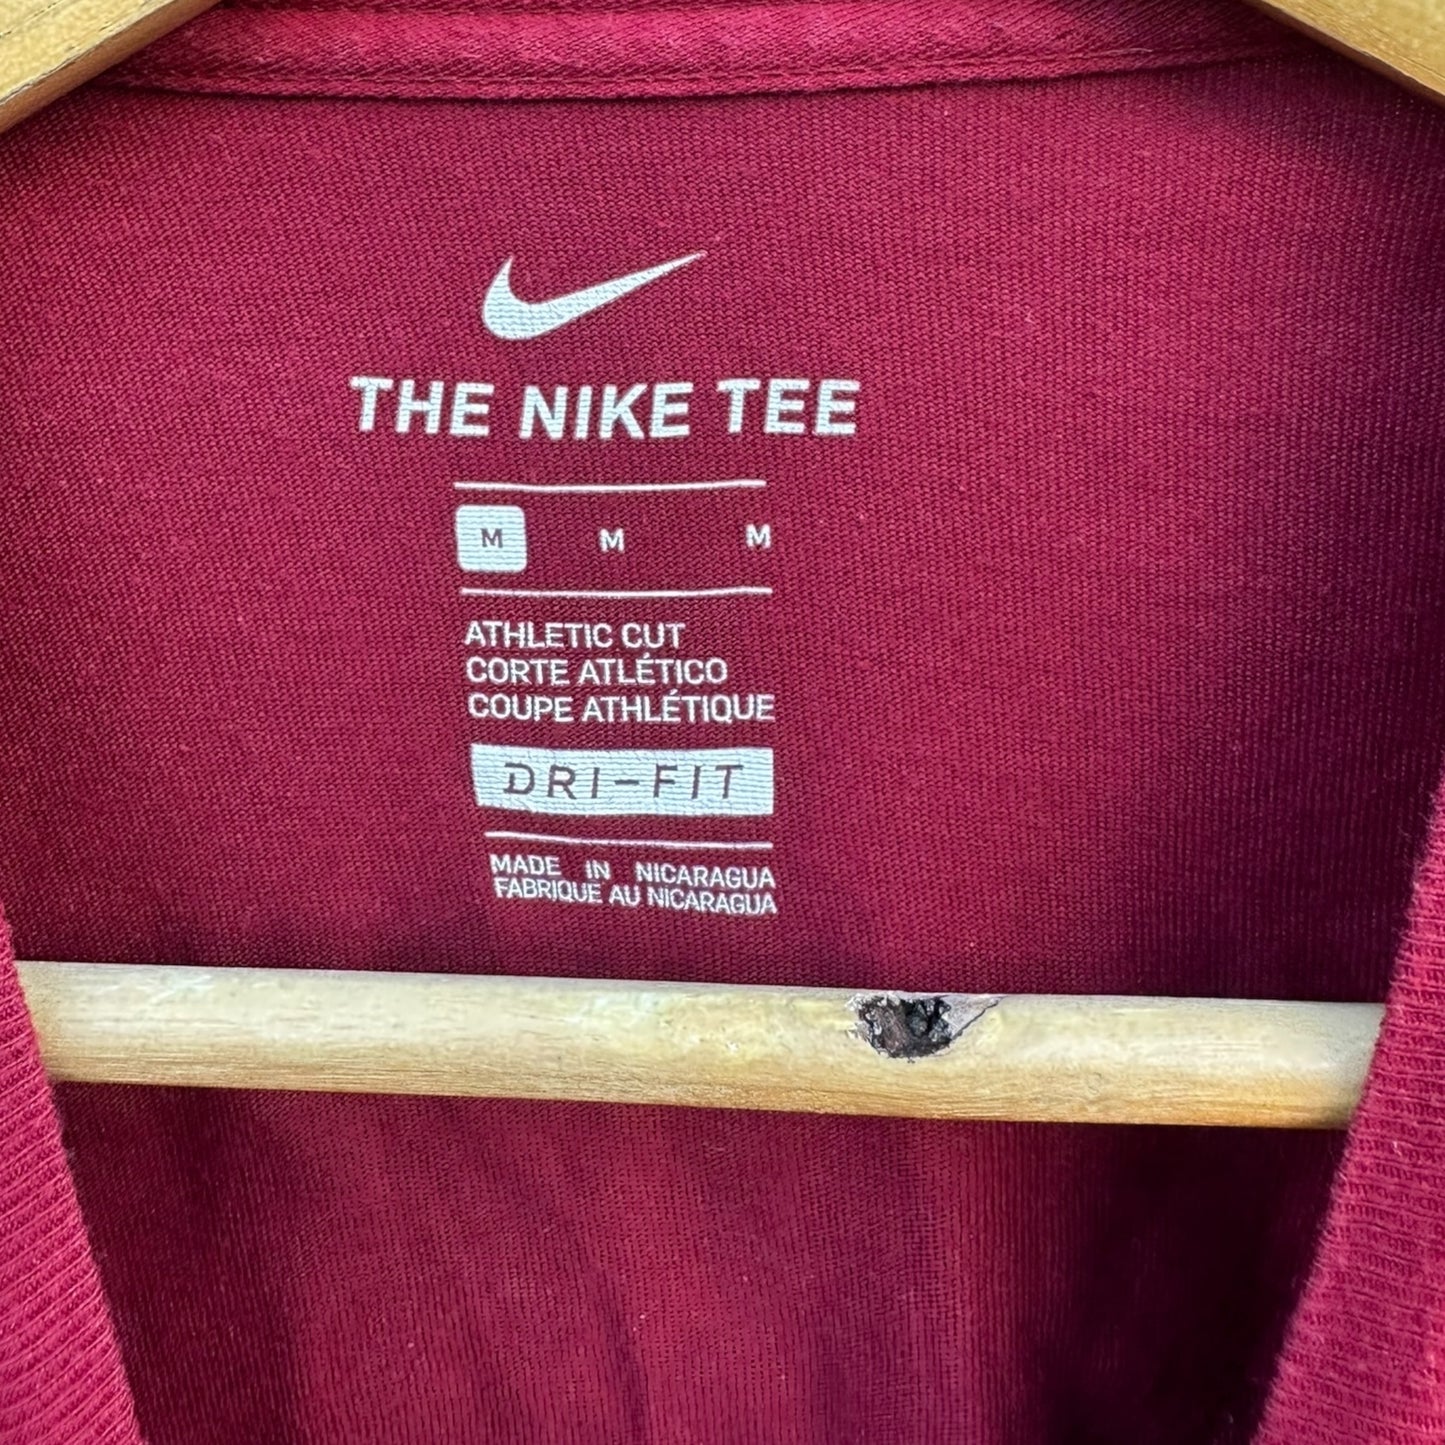 THE NIKE TEE
M M M
ATHLETIC CUT
CORTE ATLÉTICO
COUPE ATHLÉTIQUE
DRI-FIT
MADE IN NICARAGUA
FABRIQUE AU NICARAGUA